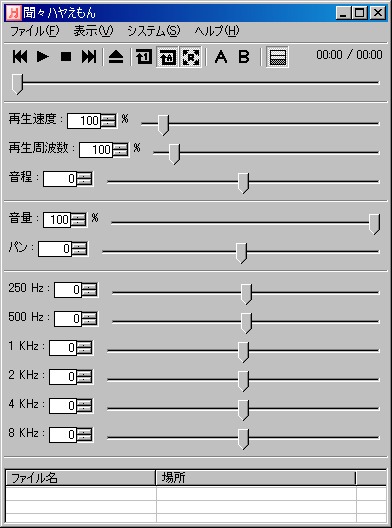 聞々ハヤえもん
ファイル(F) 表示(V) システム(S) ヘルプ(H)
1 A R A B 00:00 / 00:00
再生速度 : 100 %
再生周波数 : 100 %
音程 : 0
音量 : 100 %
パン : 0
250 Hz : 0
500 Hz : 0
1 KHz : 0
2 KHz : 0
4 KHz : 0
8 KHz : 0
ファイル名 場所